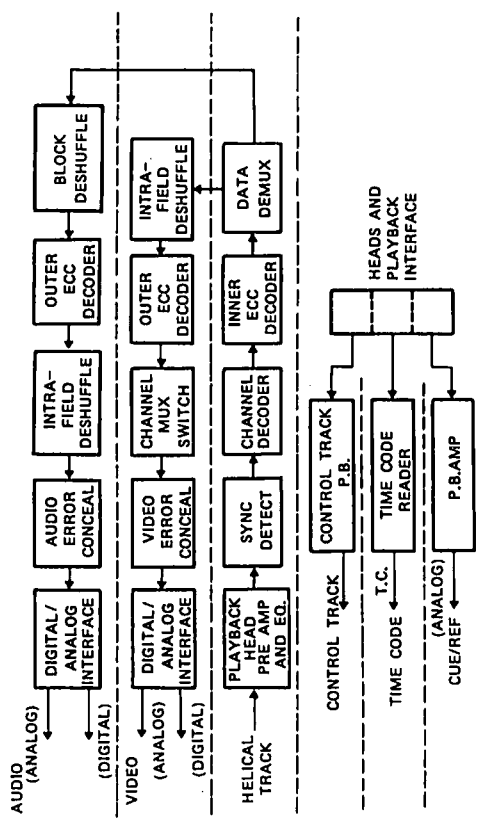 AUDIO
(ANALOG)
(DIGITAL)
DIGITAL/
ANALOG
INTERFACE
AUDIO
ERROR
CONCEAL
INTRA-
FIELD
DESHUFFLE
OUTER
ECC
DECODER
BLOCK
DESHUFFLE
VIDEO
(ANALOG)
(DIGITAL)
DIGITAL/
ANALOG
INTERFACE
VIDEO
ERROR
CONCEAL
CHANNEL
MUX
SWITCH
OUTER
ECC
DECODER
INTRA-
FIELD
DESHUFFLE
HELICAL
TRACK
PLAYBACK
HEAD
PRE AMP
AND EQ.
SYNC
DETECT
CHANNEL
DECODER
INNER
ECC
DECODER
DATA
DEMUX
CONTROL TRACK
CONTROL TRACK
P.B.
HEADS AND
PLAYBACK
INTERFACE
TIME CODE
T.C.
TIME CODE
READER
(ANALOG)
CUE/REF
P.B.AMP